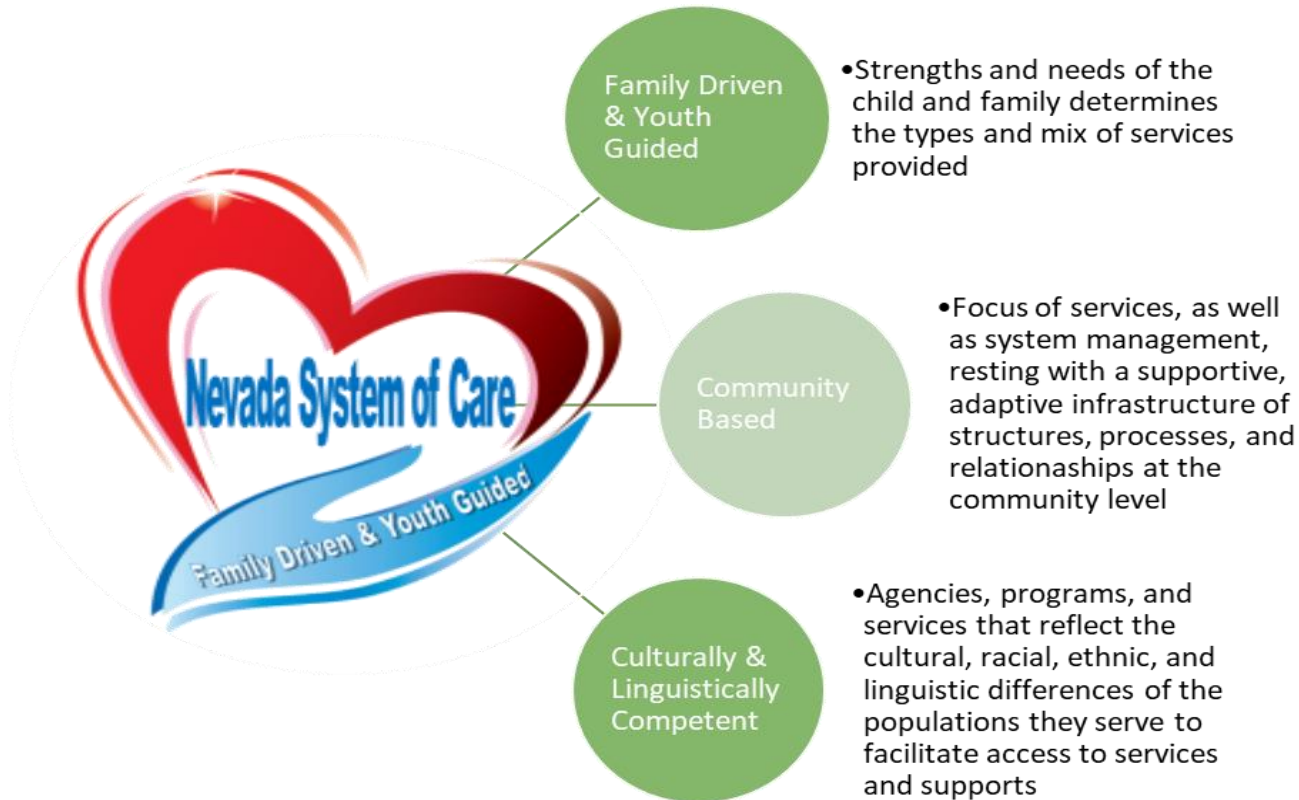 Family Driven
& Youth
Guided
•Strengths and needs of the
child and family determines
the types and mix of services
provided
Nevada System of Care
Family Driven & Youth Guided
Community
Based
•Focus of services, as well
as system management,
resting with a supportive,
adaptive infrastructure of
structures, processes, and
relationaships at the
community level
Culturally &
Linguistically
Competent
•Agencies, programs, and
services that reflect the
cultural, racial, ethnic, and
linguistic differences of the
populations they serve to
facilitate access to services
and supports